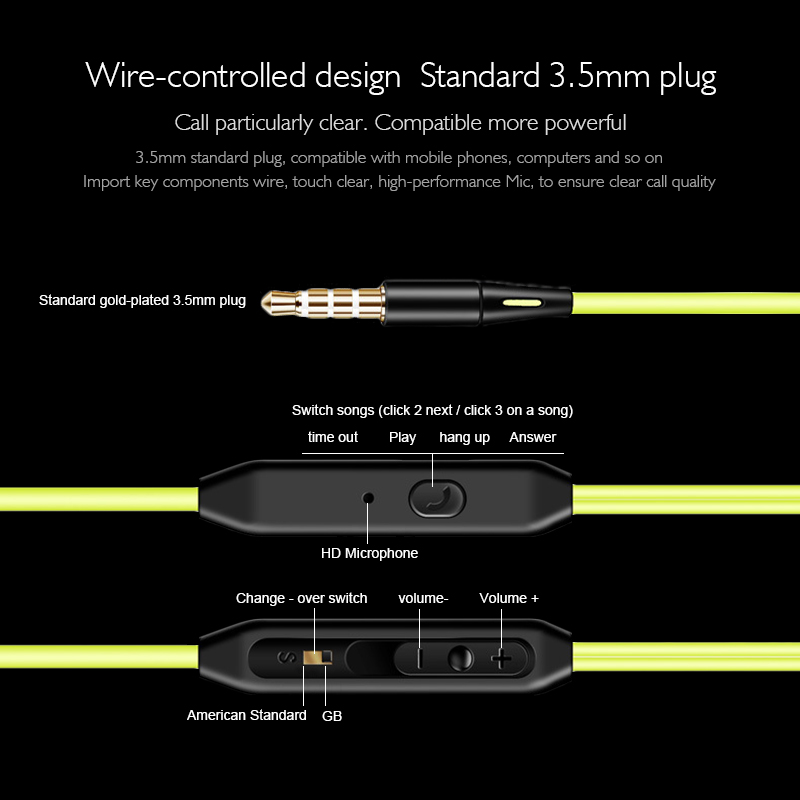 Wire-controlled design Standard 3.5mm plug
Call particularly clear. Compatible more powerful
3.5mm standard plug, compatible with mobile phones, computers and so on
Import key components wire, touch clear, high-performance Mic, to ensure clear call quality
Standard gold-plated 3.5mm plug
Switch songs (click 2 next / click 3 on a song)
time out Play hang up Answer
HD Microphone
Change - over switch volume- Volume +
S
American Standard GB